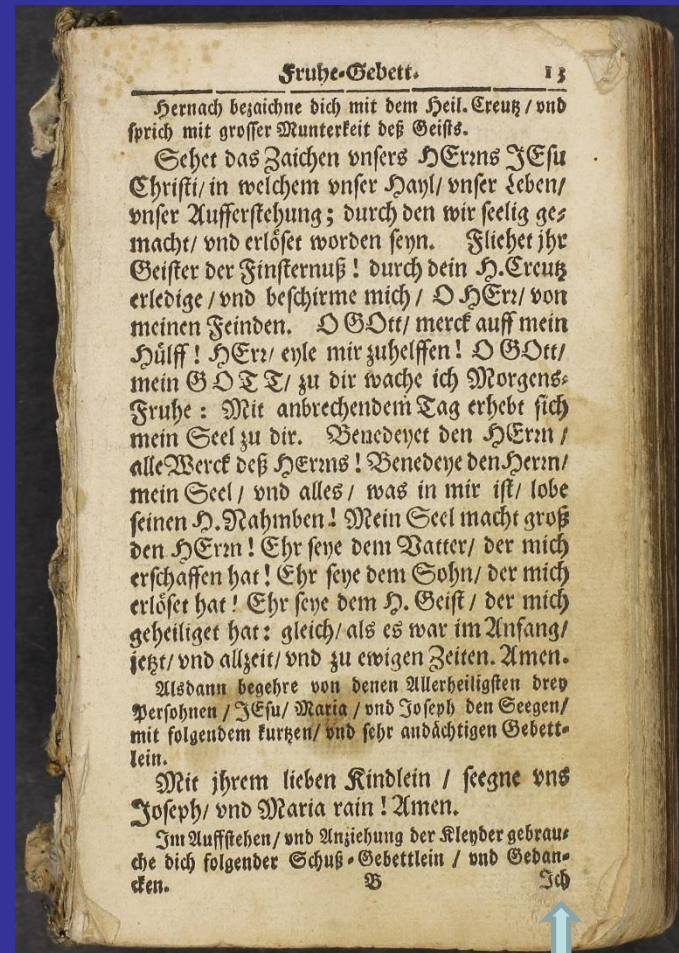 Fruhe-Gebett. 13
Hernach bezaichne dich mit dem Heil. Creutz / vnd
sprich mit grosser Munterkeit deß Geists.
Sehet das Zaichen vnsers HErrns JEsu
Christi/ in welchem vnser Hayl/ vnser Leben/
vnser Aufferstehung; durch den wir seelig ge-
macht/ vnd erlöset worden seyn. Fliehet jhr
Geister der Finsternuß! durch dein H. Creutz
erledige / vnd beschirme mich / O HErr/ von
meinen Feinden. O GOtt/ merck auff mein
Hülff! HErr/ eyle mir zuhelffen! O GOtt/
mein GOTT/ zu dir wache ich Morgens-
Fruhe: Mit anbrechendem Tag erhebt sich
mein Seel zu dir. Benedeyet den HErrn /
alle Werck deß HErrns! Benedeye den Herrn/
mein Seel / vnd alles / was in mir ist/ lobe
seinen H. Nahmben! Mein Seel macht groß
den HErrn! Ehr seye dem Vatter/ der mich
erschaffen hat! Ehr seye dem Sohn/ der mich
erlöset hat! Ehr seye dem H. Geist / der mich
geheiliget hat: gleich/ als es war im Anfang/
jetzt/ vnd allzeit/ vnd zu ewigen Zeiten. Amen.
Alsdann begehre von denen Allerheiligsten drey
Persohnen / JEsu/ Maria / vnd Joseph den Seegen/
mit folgendem kurtzen/ vnd sehr andächtigen Gebett-
lein.
Mit jhrem lieben Kindlein / seegne vns
Joseph/ vnd Maria rain! Amen.
Im Auffstehen/ vnd Anziehung der Kleyder gebrau-
che dich folgender Schuß-Gebettlein / vnd Gedan-
cken. B Ich